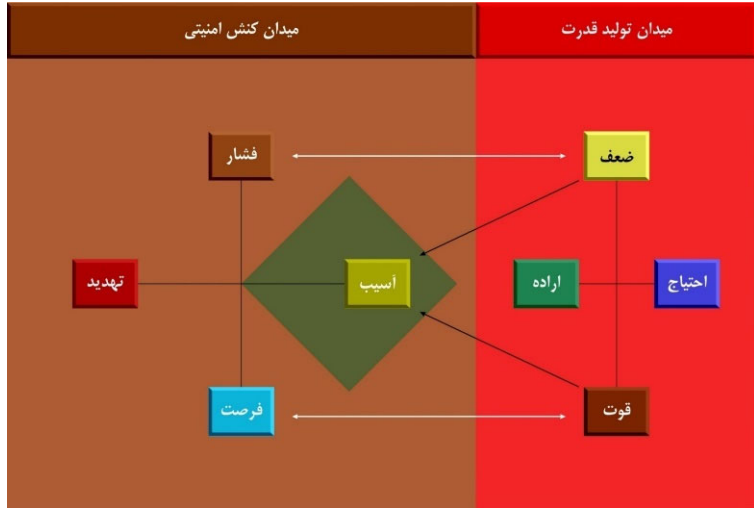 میدان تولید قدرت
میدان کنش امنیتی
ضعف
فشار
احتیاج
اراده
آسیب
تهدید
قوت
فرصت